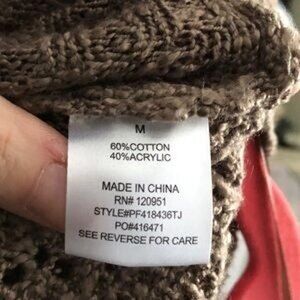 M
60%COTTON
40%ACRYLIC
MADE IN CHINA
RN# 120951
STYLE#PF418436TJ
PO#416471
SEE REVERSE FOR CARE